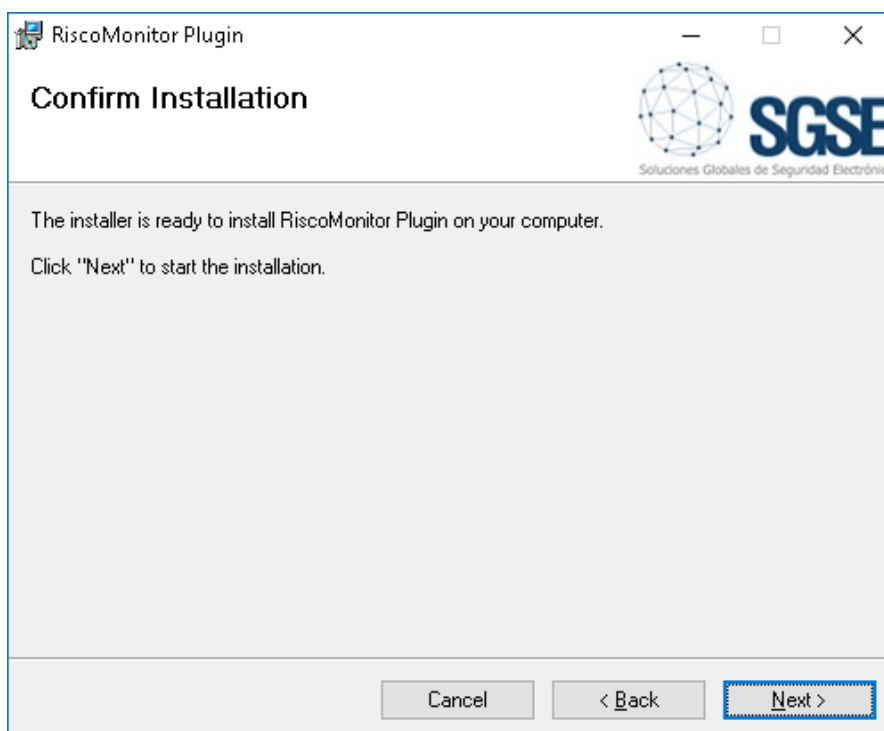 RiscoMonitor Plugin
Confirm Installation
SGSE
Soluciones Globales de Seguridad Electrónic
The installer is ready to install RiscoMonitor Plugin on your computer.
Click "Next" to start the installation.
Cancel
< Back
Next >